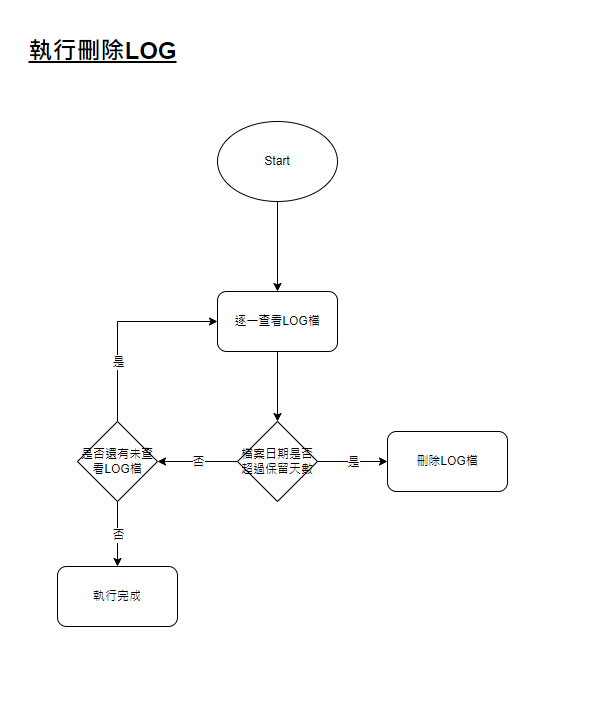 執行刪除LOG
Start
逐一查看LOG檔
是
是否還有未查
看LOG檔
否
檔案日期是否
超過保留天數
是
刪除LOG檔
否
執行完成